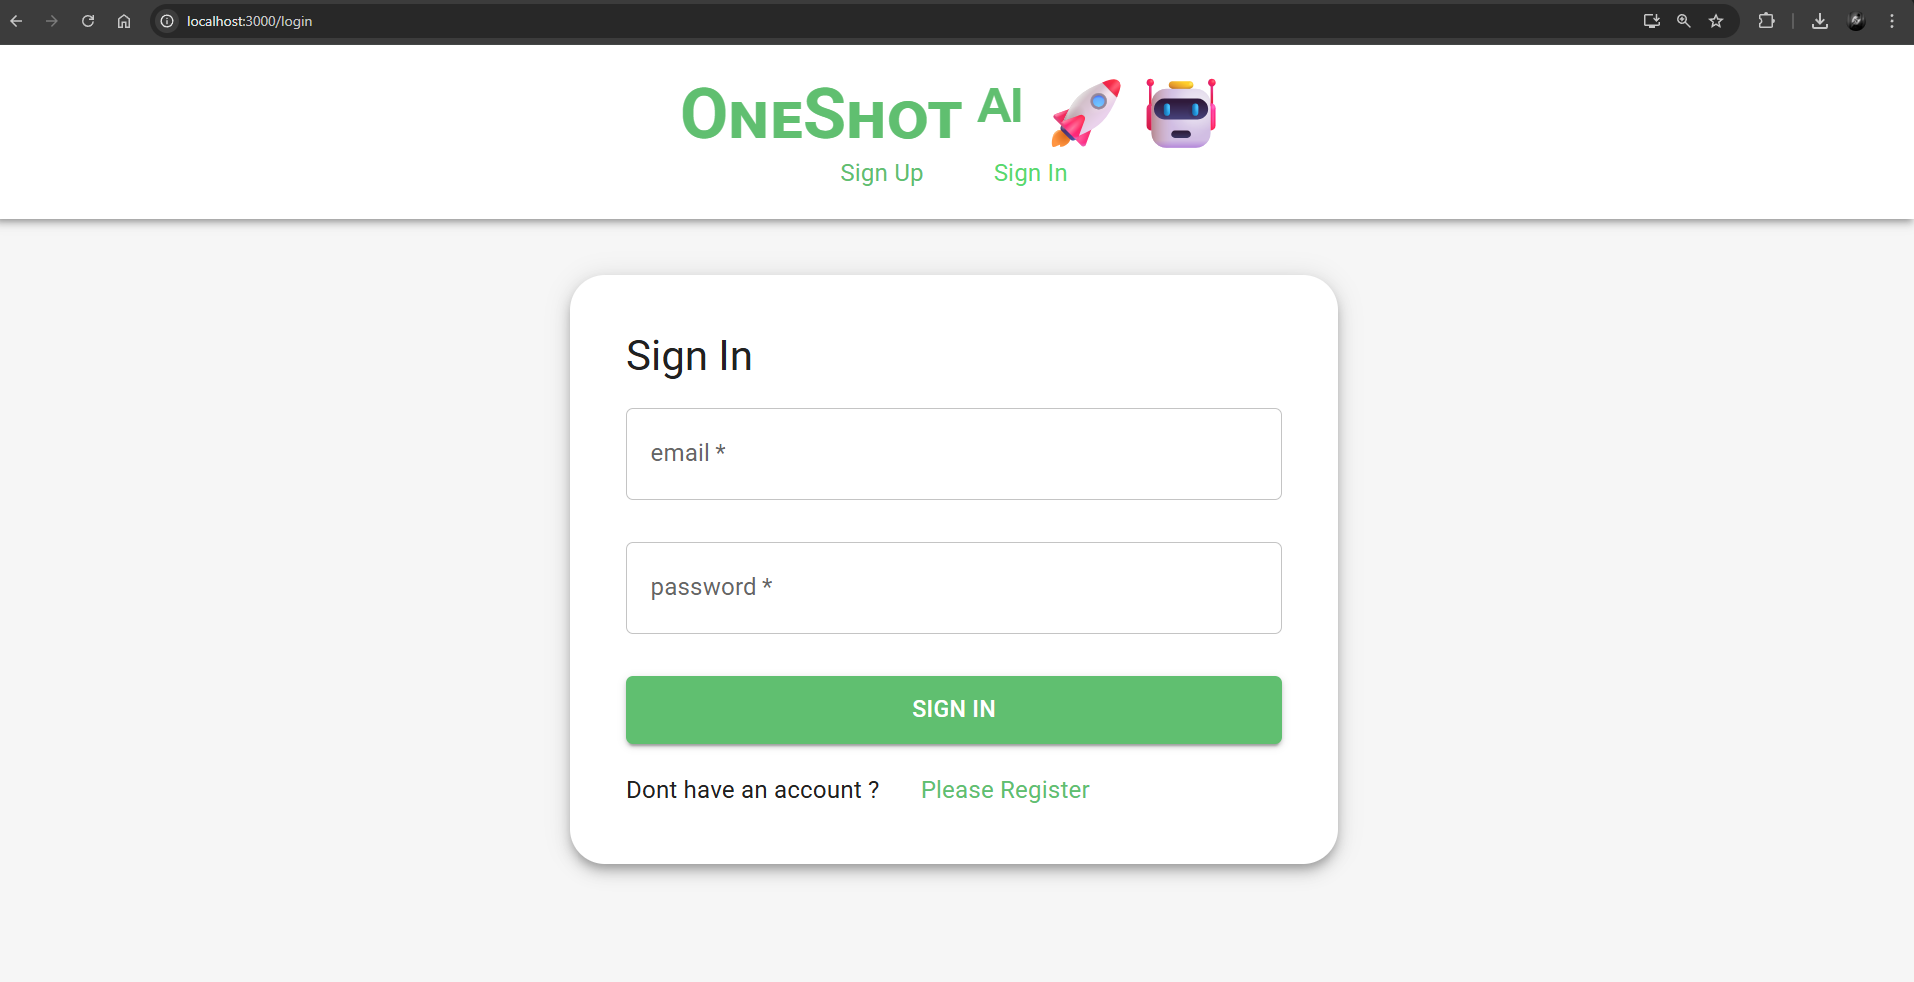 localhost:3000/login
OneShot AI
Sign Up Sign In
Sign In
email *
password *
SIGN IN
Dont have an account ? Please Register